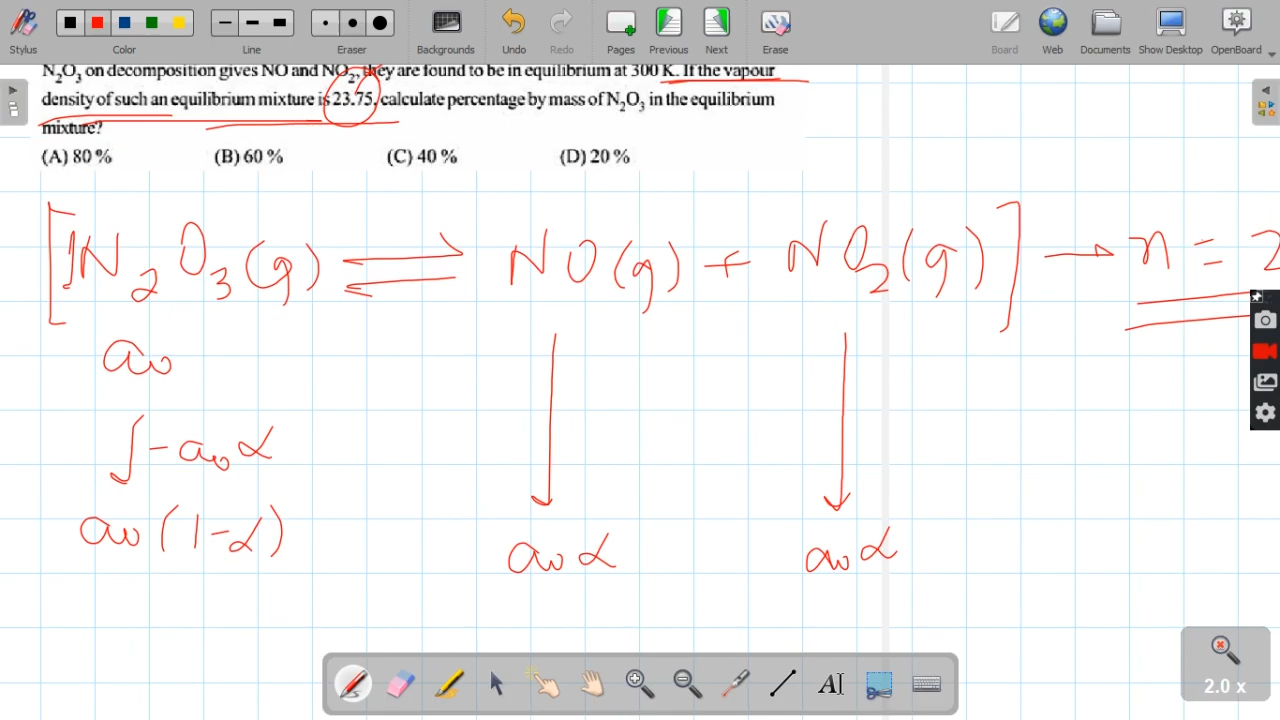 Stylus Color Line Eraser Backgrounds Undo Redo Pages Previous Next Erase Board Web Documents Show Desktop OpenBoard
N₂O₃ on decomposition gives NO and NO₂, they are found to be in equilibrium at 300 K. If the vapour
density of such an equilibrium mixture is 23.75, calculate percentage by mass of N₂O₃ in the equilibrium
mixture?
(A) 80 % (B) 60 % (C) 40 % (D) 20 %
[1N₂O₃(g) ⇌ NO(g) + NO₂(g)] → n = 2
a₀
-a₀α
a₀(1-α) a₀α a₀α
AI
2.0 x